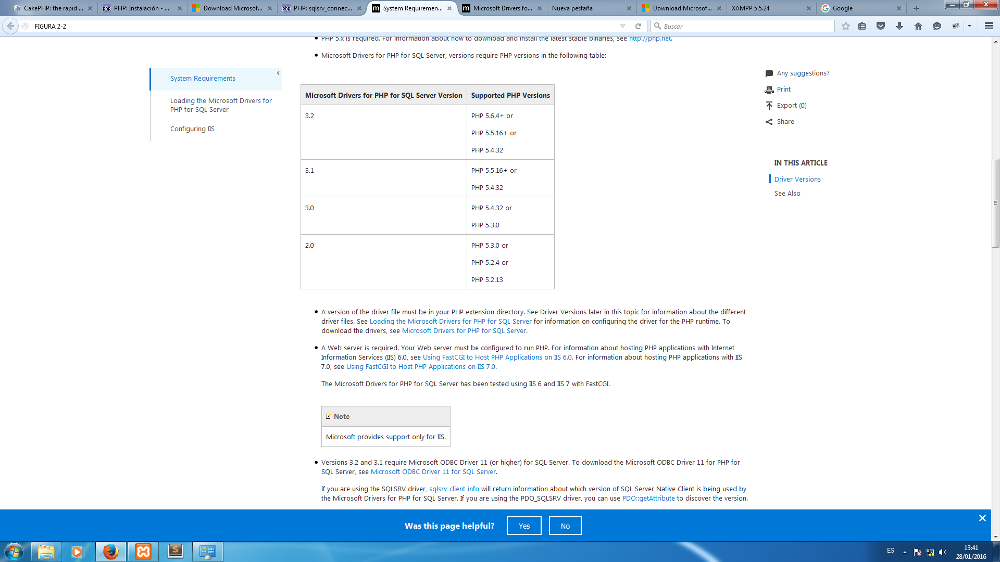 CakePHP: the rapid ...
PHP: Instalación - ...
Download Microsof...
PHP: sqlsrv_connec...
System Requiremen...
Microsoft Drivers fo...
Nueva pestaña
Download Microsof...
XAMPP 5.5.24
Google
FIGURA 2-2
Buscar
PHP 5.x is required. For information about how to download and install the latest stable binaries, see http://php.net.
Microsoft Drivers for PHP for SQL Server, versions require PHP versions in the following table:
System Requirements
Loading the Microsoft Drivers for
PHP for SQL Server
Configuring IIS
Microsoft Drivers for PHP for SQL Server Version
Supported PHP Versions
3.2
PHP 5.6.4+ or
PHP 5.5.16+ or
PHP 5.4.32
3.1
PHP 5.5.16+ or
PHP 5.4.32
3.0
PHP 5.4.32 or
PHP 5.3.0
2.0
PHP 5.3.0 or
PHP 5.2.4 or
PHP 5.2.13
Any suggestions?
Print
Export (0)
Share
IN THIS ARTICLE
Driver Versions
See Also
A version of the driver file must be in your PHP extension directory. See Driver Versions later in this topic for information about the different
driver files. See Loading the Microsoft Drivers for PHP for SQL Server for information on configuring the driver for the PHP runtime. To
download the drivers, see Microsoft Drivers for PHP for SQL Server.
A Web server is required. Your Web server must be configured to run PHP. For information about hosting PHP applications with Internet
Information Services (IIS) 6.0, see Using FastCGI to Host PHP Applications on IIS 6.0. For information about hosting PHP applications with IIS
7.0, see Using FastCGI to Host PHP Applications on IIS 7.0.
The Microsoft Drivers for PHP for SQL Server has been tested using IIS 6 and IIS 7 with FastCGI.
Note
Microsoft provides support only for IIS.
Versions 3.2 and 3.1 require Microsoft ODBC Driver 11 (or higher) for SQL Server. To download the Microsoft ODBC Driver 11 for PHP for
SQL Server, see Microsoft ODBC Driver 11 for SQL Server.
If you are using the SQLSRV driver, sqlsrv_client_info will return information about which version of SQL Server Native Client is being used by
the Microsoft Drivers for PHP for SQL Server. If you are using the PDO_SQLSRV driver, you can use PDO::getAttribute to discover the version.
Was this page helpful?
Yes
No
ES
13:41
28/01/2016